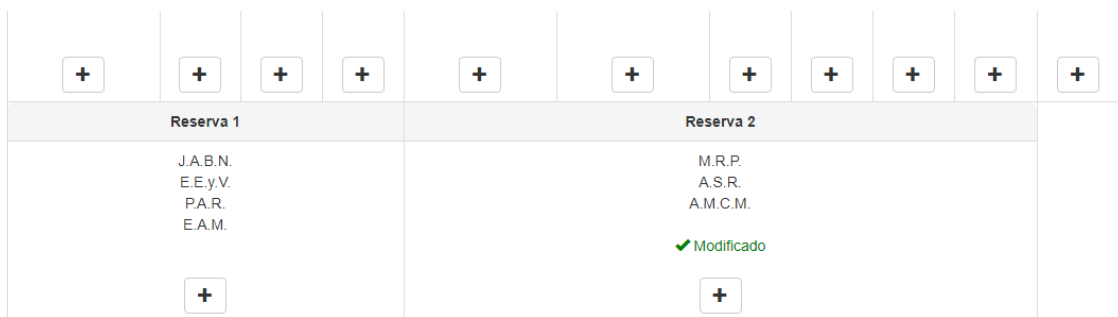 + + + + + + + + + + +
Reserva 1 Reserva 2
J.A.B.N.
E.E.y.V.
P.A.R.
E.A.M.
+
M.R.P.
A.S.R.
A.M.C.M.
✔ Modificado
+